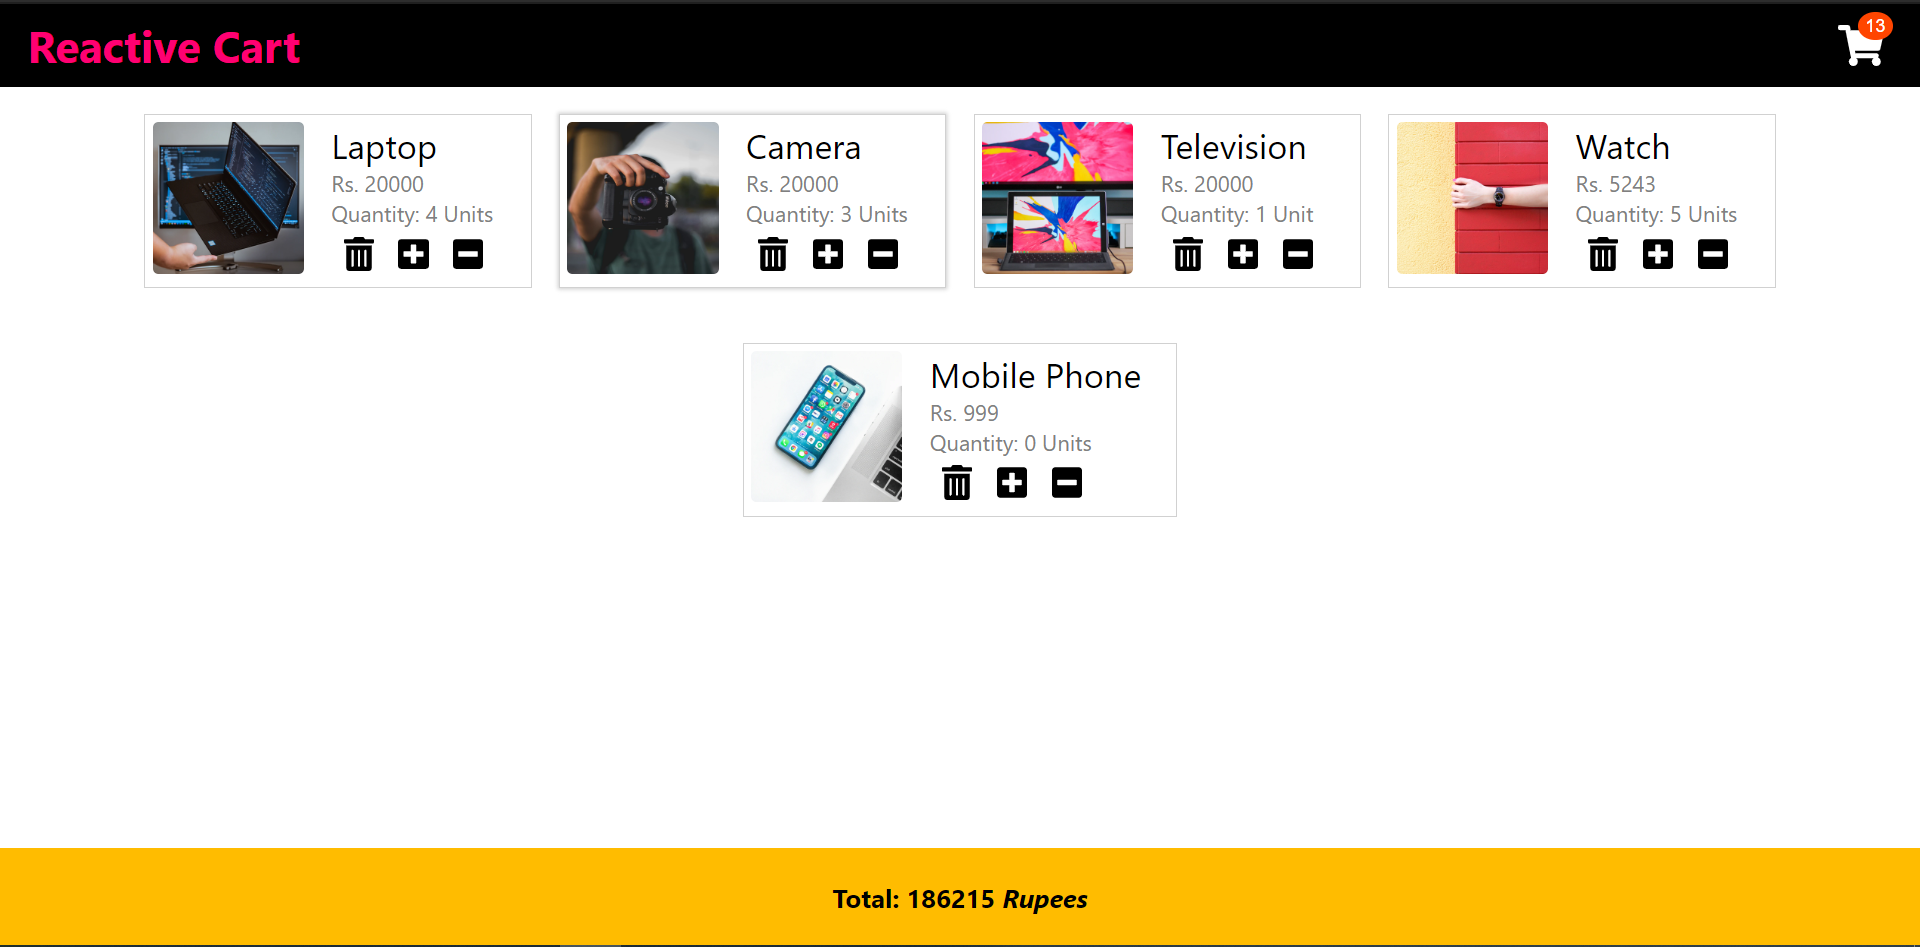 Reactive Cart
13
Laptop
Rs. 20000
Quantity: 4 Units
Camera
Rs. 20000
Quantity: 3 Units
Television
Rs. 20000
Quantity: 1 Unit
Watch
Rs. 5243
Quantity: 5 Units
Mobile Phone
Rs. 999
Quantity: 0 Units
Total: 186215 Rupees